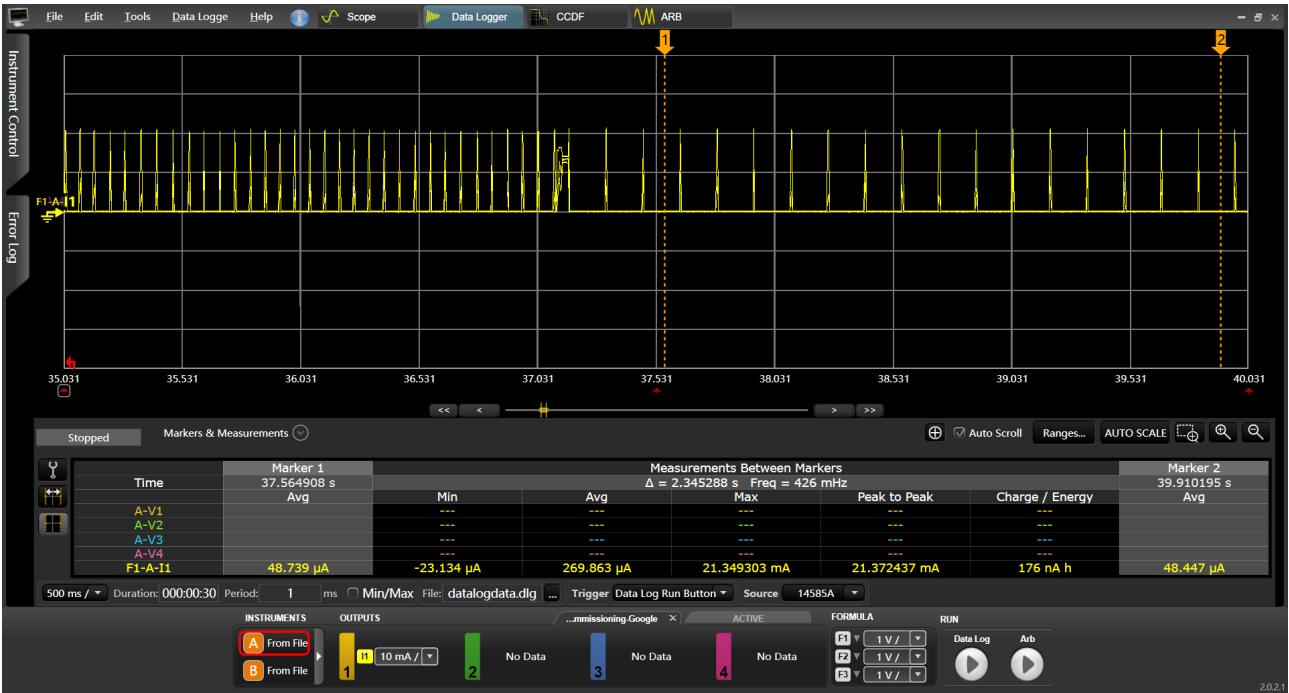 File Edit Tools Data Logge Help Scope Data Logger CCDF ARB
Instrument Control
Error Log
1 2
F1-A-I1
35.031 35.531 36.031 36.531 37.031 37.531 38.031 38.531 39.031 39.531 40.031
<< < > >>
Stopped Markers & Measurements Auto Scroll Ranges... AUTO SCALE
Marker 1 Measurements Between Markers Marker 2
Time 37.564908 s Δ = 2.345288 s Freq = 426 mHz 39.910195 s
Avg Min Avg Max Peak to Peak Charge / Energy Avg
A-V1 --- --- --- --- ---
A-V2 --- --- --- --- ---
A-V3 --- --- --- --- ---
A-V4 --- --- --- --- ---
F1-A-I1 48.739 µA -23.134 µA 269.863 µA 21.349303 mA 21.372437 mA 176 nA h 48.447 µA
500 ms / Duration: 000:00:30 Period: 1 ms Min/Max File: datalogdata.dlg ... Trigger Data Log Run Button Source 14585A
INSTRUMENTS OUTPUTS ...mmissioning-Google × ACTIVE FORMULA RUN
A From File F1 1 V / Data Log Arb
1 I1 10 mA / 2 No Data 3 No Data 4 No Data F2 1 V /
B From File F3 1 V /
2.0.2.1